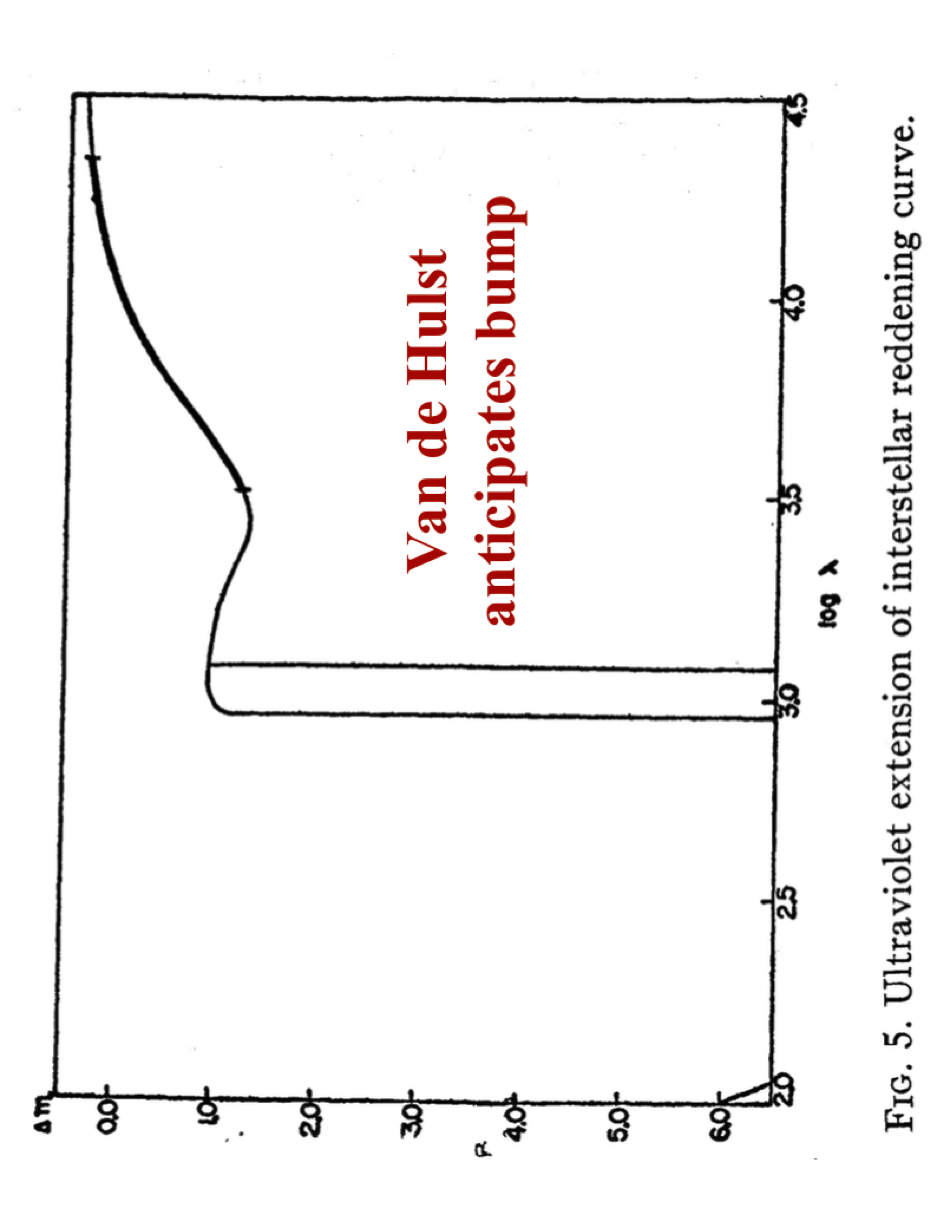 Δm
0.0
1.0
2.0
3.0
4.0
5.0
6.0
2.0
2.5
3.0
3.5
4.0
4.5
log λ
Van de Hulst
anticipates bump
FIG. 5. Ultraviolet extension of interstellar reddening curve.